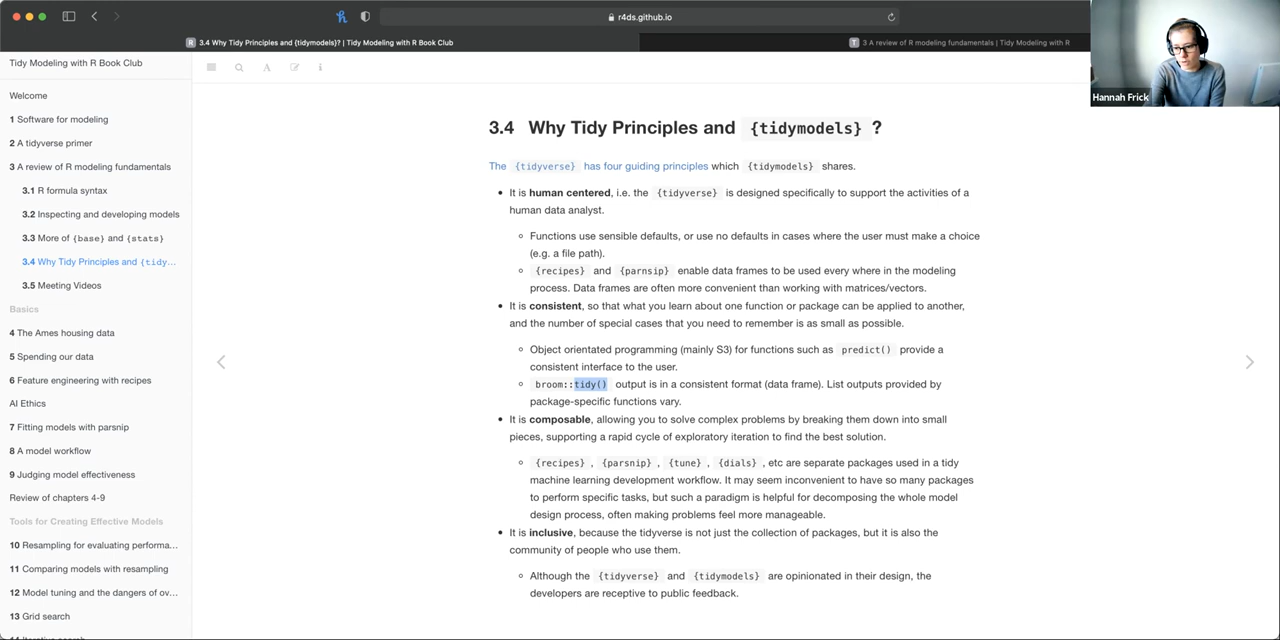 r4ds.github.io
3.4 Why Tidy Principles and {tidymodels}? | Tidy Modeling with R Book Club
3 A review of R modeling fundamentals | Tidy Modeling with R
Hannah Frick
Tidy Modeling with R Book Club
Welcome
1 Software for modeling
2 A tidyverse primer
3 A review of R modeling fundamentals
3.1 R formula syntax
3.2 Inspecting and developing models
3.3 More of {base} and {stats}
3.4 Why Tidy Principles and {tidy...
3.5 Meeting Videos
Basics
4 The Ames housing data
5 Spending our data
6 Feature engineering with recipes
AI Ethics
7 Fitting models with parsnip
8 A model workflow
9 Judging model effectiveness
Review of chapters 4-9
Tools for Creating Effective Models
10 Resampling for evaluating performa...
11 Comparing models with resampling
12 Model tuning and the dangers of ov...
13 Grid search
14 Iterative search
3.4 Why Tidy Principles and {tidymodels} ?
The {tidyverse} has four guiding principles which {tidymodels} shares.
• It is human centered, i.e. the {tidyverse} is designed specifically to support the activities of a
human data analyst.
◦ Functions use sensible defaults, or use no defaults in cases where the user must make a choice
(e.g. a file path).
◦ {recipes} and {parnsip} enable data frames to be used every where in the modeling
process. Data frames are often more convenient than working with matrices/vectors.
• It is consistent, so that what you learn about one function or package can be applied to another,
and the number of special cases that you need to remember is as small as possible.
◦ Object orientated programming (mainly S3) for functions such as predict() provide a
consistent interface to the user.
◦ broom::tidy() output is in a consistent format (data frame). List outputs provided by
package-specific functions vary.
• It is composable, allowing you to solve complex problems by breaking them down into small
pieces, supporting a rapid cycle of exploratory iteration to find the best solution.
◦ {recipes} , {parsnip} , {tune} , {dials} , etc are separate packages used in a tidy
machine learning development workflow. It may seem inconvenient to have so many packages
to perform specific tasks, but such a paradigm is helpful for decomposing the whole model
design process, often making problems feel more manageable.
• It is inclusive, because the tidyverse is not just the collection of packages, but it is also the
community of people who use them.
◦ Although the {tidyverse} and {tidymodels} are opinionated in their design, the
developers are receptive to public feedback.